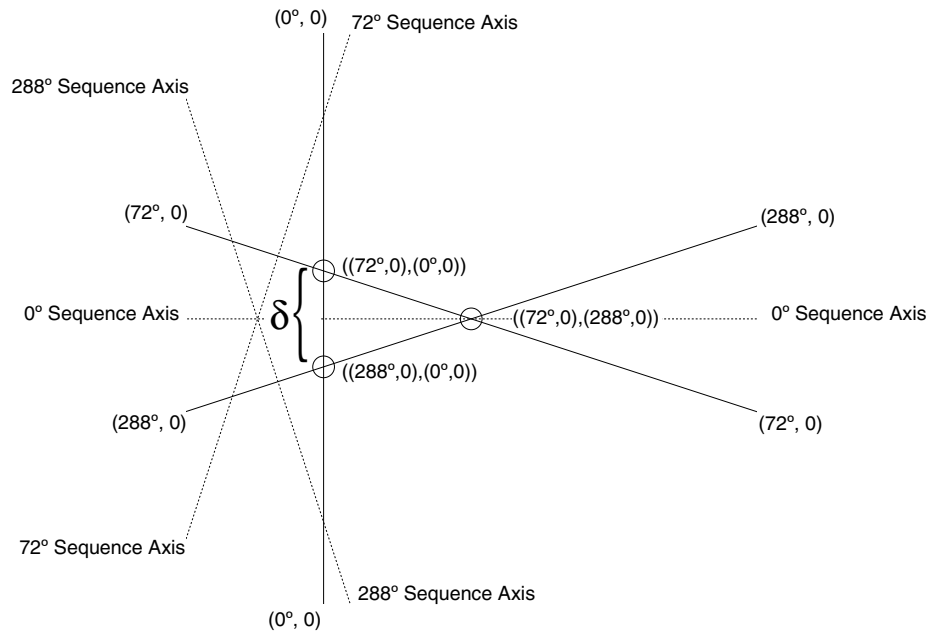 (0º, 0)
72º Sequence Axis
288º Sequence Axis
(72º, 0)
(288º, 0)
((72º,0),(0º,0))
0º Sequence Axis
δ
((72º,0),(288º,0))
0º Sequence Axis
((288º,0),(0º,0))
(288º, 0)
(72º, 0)
72º Sequence Axis
288º Sequence Axis
(0º, 0)